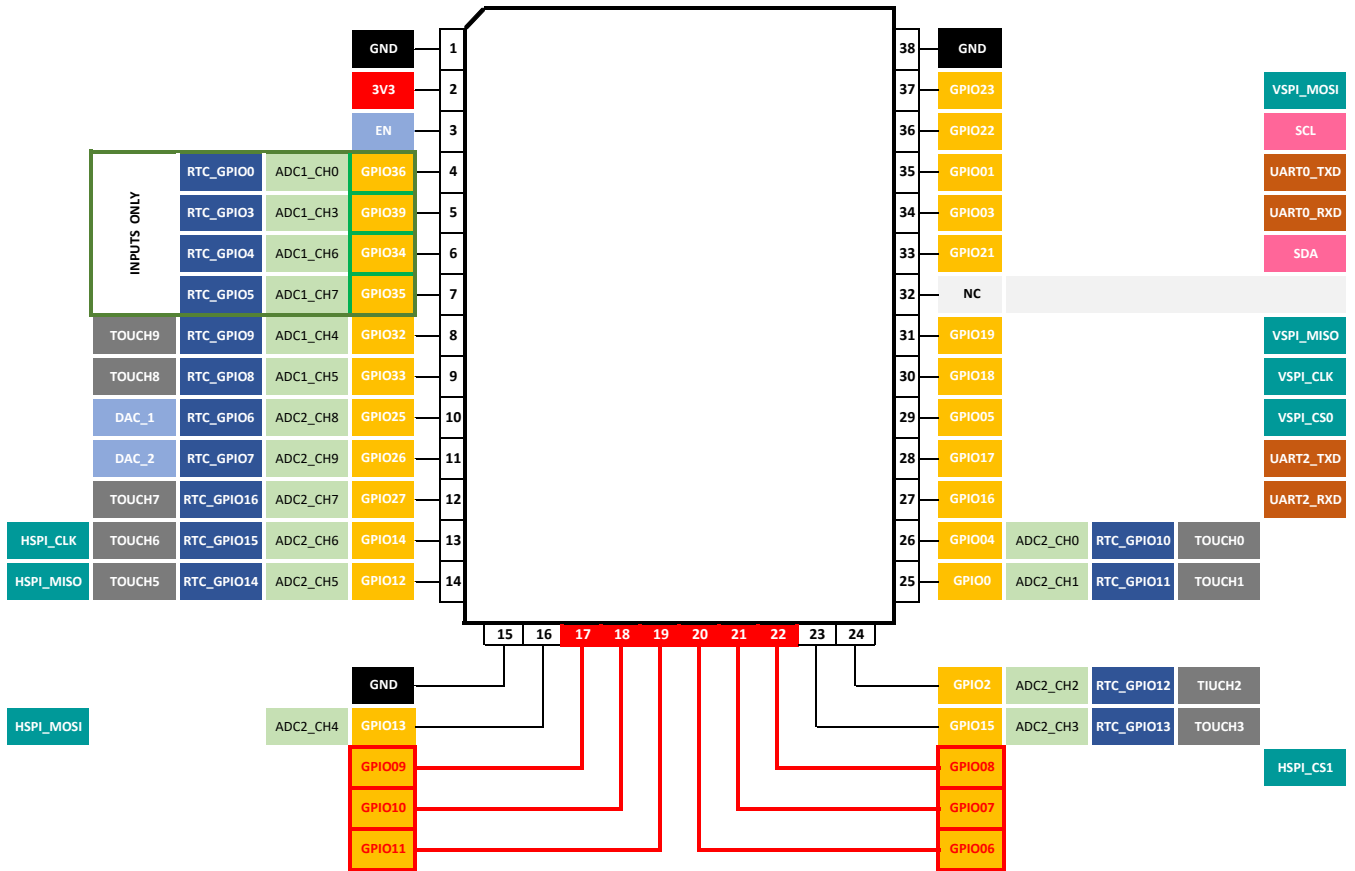 GND 1 38 GND
3V3 2 37 GPIO23 VSPI_MOSI
EN 3 36 GPIO22 SCL
INPUTS ONLY
RTC_GPIO0 ADC1_CH0 GPIO36 4 35 GPIO01 UART0_TXD
RTC_GPIO3 ADC1_CH3 GPIO39 5 34 GPIO03 UART0_RXD
RTC_GPIO4 ADC1_CH6 GPIO34 6 33 GPIO21 SDA
RTC_GPIO5 ADC1_CH7 GPIO35 7 32 NC
TOUCH9 RTC_GPIO9 ADC1_CH4 GPIO32 8 31 GPIO19 VSPI_MISO
TOUCH8 RTC_GPIO8 ADC1_CH5 GPIO33 9 30 GPIO18 VSPI_CLK
DAC_1 RTC_GPIO6 ADC2_CH8 GPIO25 10 29 GPIO05 VSPI_CS0
DAC_2 RTC_GPIO7 ADC2_CH9 GPIO26 11 28 GPIO17 UART2_TXD
TOUCH7 RTC_GPIO16 ADC2_CH7 GPIO27 12 27 GPIO16 UART2_RXD
HSPI_CLK TOUCH6 RTC_GPIO15 ADC2_CH6 GPIO14 13 26 GPIO04 ADC2_CH0 RTC_GPIO10 TOUCH0
HSPI_MISO TOUCH5 RTC_GPIO14 ADC2_CH5 GPIO12 14 25 GPIO0 ADC2_CH1 RTC_GPIO11 TOUCH1
15 16 17 18 19 20 21 22 23 24
GND GPIO2 ADC2_CH2 RTC_GPIO12 TIUCH2
HSPI_MOSI ADC2_CH4 GPIO13 GPIO15 ADC2_CH3 RTC_GPIO13 TOUCH3
GPIO09 GPIO08 HSPI_CS1
GPIO10 GPIO07
GPIO11 GPIO06